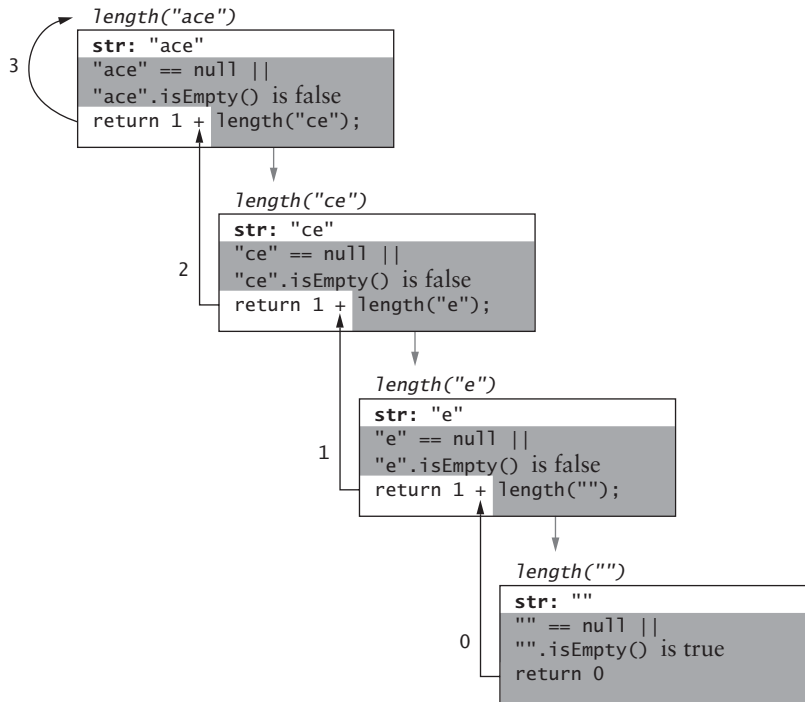 length("ace")
str: "ace"
"ace" == null ||
"ace".isEmpty() is false
return 1 + length("ce");
3
length("ce")
str: "ce"
"ce" == null ||
"ce".isEmpty() is false
return 1 + length("e");
2
length("e")
str: "e"
"e" == null ||
"e".isEmpty() is false
return 1 + length("");
1
length("")
str: ""
"" == null ||
"".isEmpty() is true
return 0
0